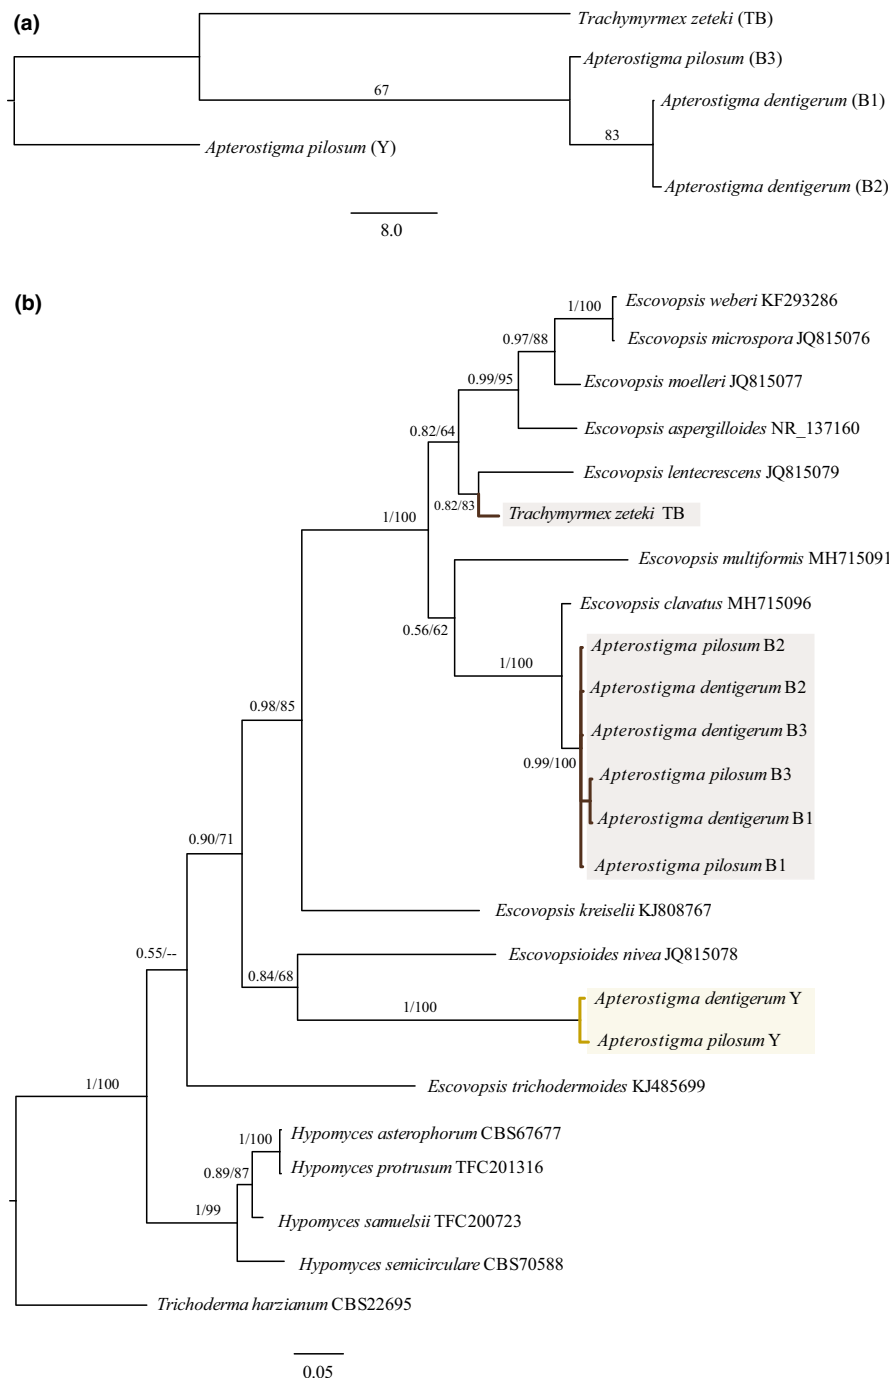 (a)
Trachymyrmex zeteki (TB)
Apterostigma pilosum (B3)
67
Apterostigma dentigerum (B1)
83
Apterostigma pilosum (Y)
Apterostigma dentigerum (B2)
8.0
(b)
Escovopsis weberi KF293286
1/100
Escovopsis microspora JQ815076
0.97/88
Escovopsis moelleri JQ815077
0.99/95
Escovopsis aspergilloides NR_137160
0.82/64
Escovopsis lentecrescens JQ815079
0.82/83
Trachymyrmex zeteki TB
1/100
Escovopsis multiformis MH715091
Escovopsis clavatus MH715096
0.56/62
Apterostigma pilosum B2
1/100
Apterostigma dentigerum B2
0.98/85
Apterostigma dentigerum B3
0.99/100
Apterostigma pilosum B3
Apterostigma dentigerum B1
0.90/71
Apterostigma pilosum B1
Escovopsis kreiselii KJ808767
0.55/--
Escovopsioides nivea JQ815078
0.84/68
Apterostigma dentigerum Y
1/100
Apterostigma pilosum Y
Escovopsis trichodermoides KJ485699
1/100
Hypomyces asterophorum CBS67677
1/100
Hypomyces protrusum TFC201316
0.89/87
Hypomyces samuelsii TFC200723
1/99
Hypomyces semicirculare CBS70588
Trichoderma harzianum CBS22695
0.05